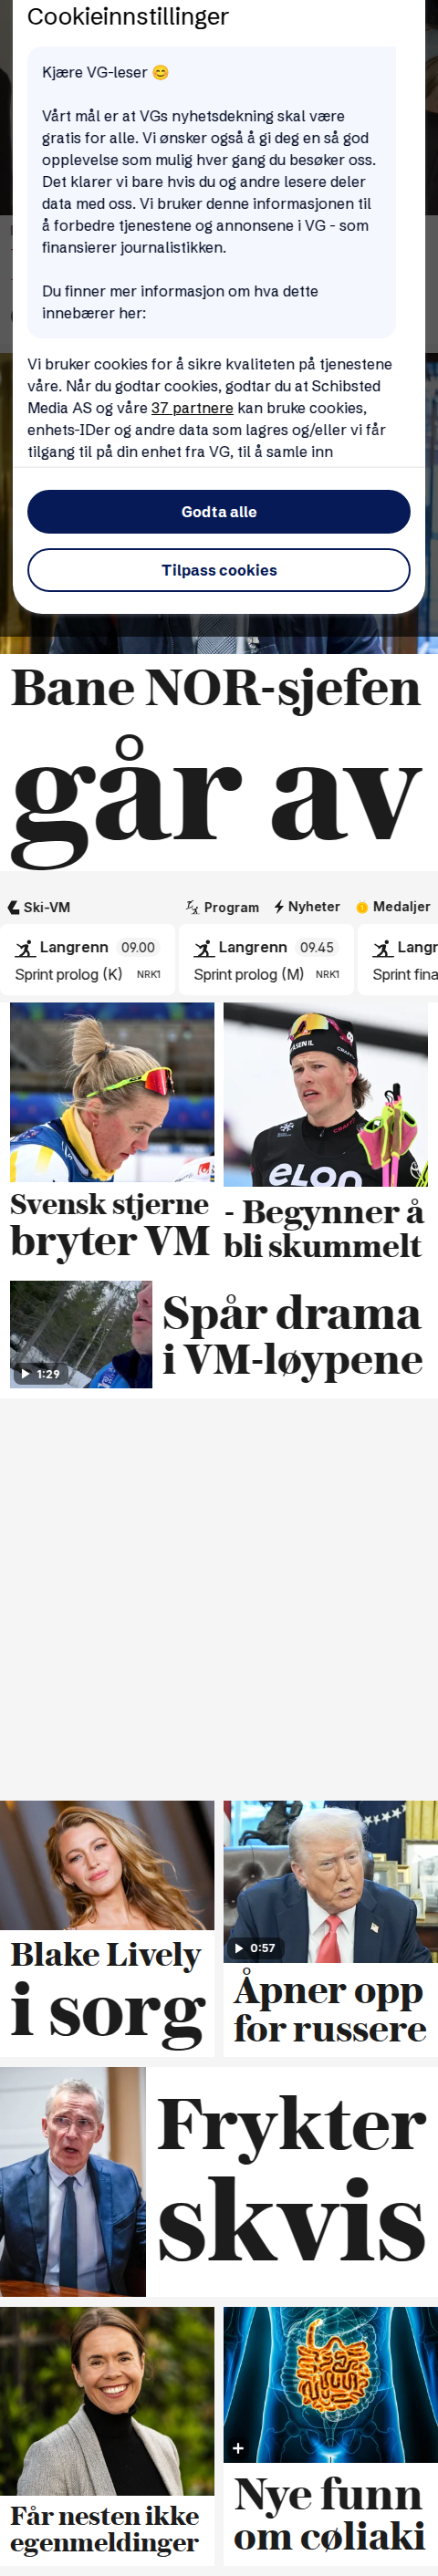 Cookieinnstillinger
Kjære VG-leser 😊
Vårt mål er at VGs nyhetsdekning skal være
gratis for alle. Vi ønsker også å gi deg en så god
opplevelse som mulig hver gang du besøker oss.
Det klarer vi bare hvis du og andre lesere deler
data med oss. Vi bruker denne informasjonen til
å forbedre tjenestene og annonsene i VG - som
finansierer journalistikken.
Du finner mer informasjon om hva dette
innebærer her:
Vi bruker cookies for å sikre kvaliteten på tjenestene
våre. Når du godtar cookies, godtar du at Schibsted
Media AS og våre 37 partnere kan bruke cookies,
enhets-IDer og andre data som lagres og/eller vi får
tilgang til på din enhet fra VG, til å samle inn
Godta alle
Tilpass cookies
Bane NOR-sjefen
går av
Ski-VM Program Nyheter Medaljer
Langrenn 09.00 Langrenn 09.45 Langr
Sprint prolog (K) NRK1 Sprint prolog (M) NRK1 Sprint fina
Svensk stjerne
bryter VM
- Begynner å
bli skummelt
1:29
Spår drama
i VM-løypene
Blake Lively
i sorg
0:57
Åpner opp
for russere
Frykter
skvis
Får nesten ikke
egenmeldinger
+
Nye funn
om cøliaki